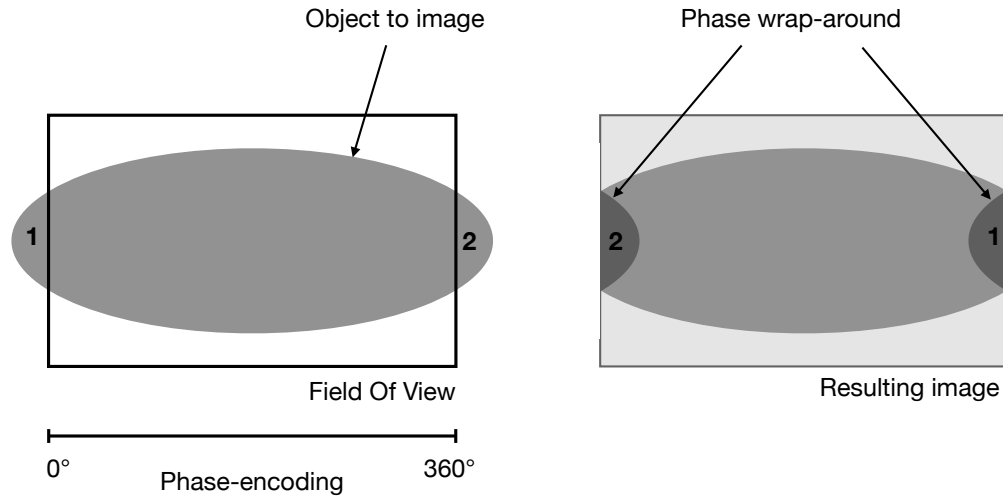 Object to image
Phase wrap-around
1
2
2
1
Field Of View
Resulting image
0°
360°
Phase-encoding